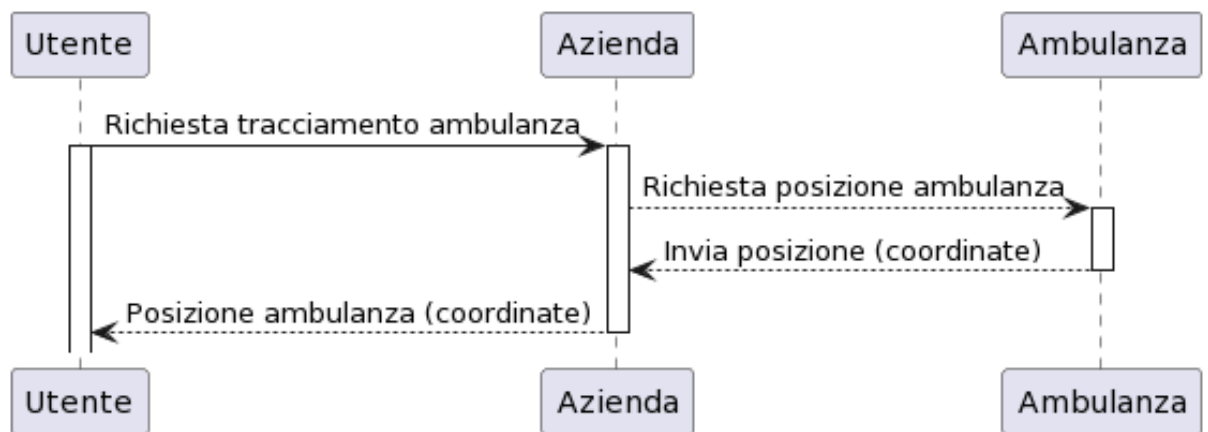 Utente
Azienda
Ambulanza
Richiesta tracciamento ambulanza
Richiesta posizione ambulanza
Invia posizione (coordinate)
Posizione ambulanza (coordinate)
Utente
Azienda
Ambulanza